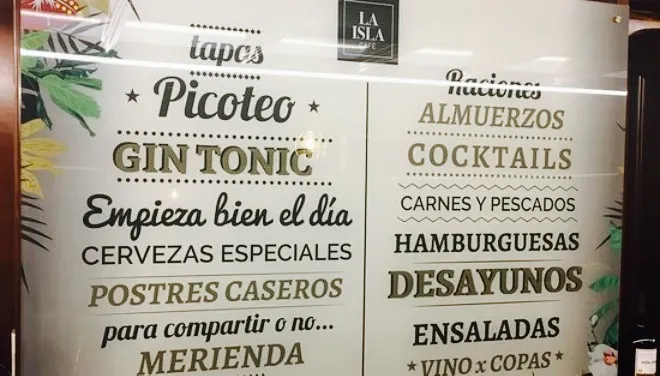 LA
ISLA
CAFÉ
tapas
Picoteo
GIN TONIC
Empieza bien el día
CERVEZAS ESPECIALES
POSTRES CASEROS
para compartir o no...
MERIENDA
Raciones
ALMUERZOS
COCKTAILS
CARNES Y PESCADOS
HAMBURGUESAS
DESAYUNOS
ENSALADAS
VINO x COPAS